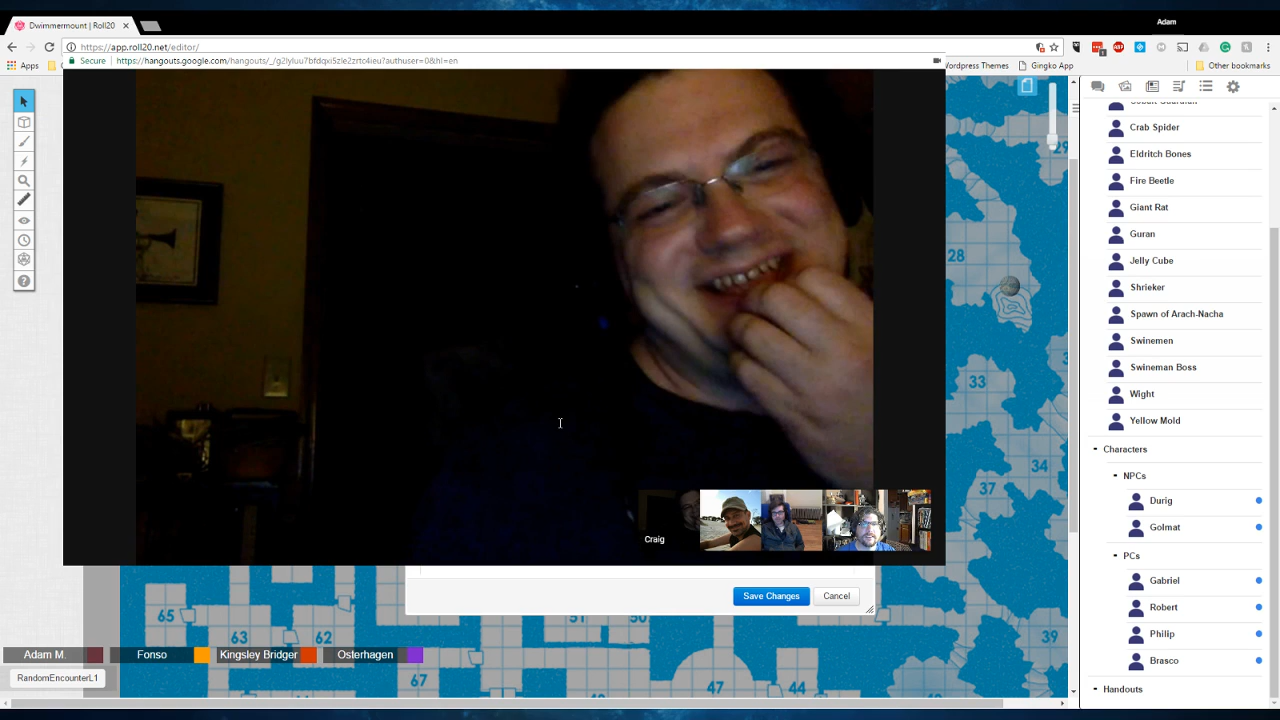 Adam
Dwimmermount | Roll20
https://app.roll20.net/editor/
Apps
Wordpress Themes
Gingko App
Other bookmarks
Secure
https://hangouts.google.com/hangouts/_/g2lyluu7bfdqxi5zle2zrtc4ieu?authuser=0&hl=en
Crab Spider
Eldritch Bones
Fire Beetle
Giant Rat
Guran
Jelly Cube
Shrieker
Spawn of Arach-Nacha
Swinemen
Swineman Boss
Wight
Yellow Mold
Characters
NPCs
Durig
Golmat
PCs
Gabriel
Robert
Philip
Brasco
Handouts
29
28
33
34
37
39
Craig
Save Changes
Cancel
65
63
62
51
50
67
47
44
Adam M.
Fonso
Kingsley Bridger
Osterhagen
RandomEncounterL1